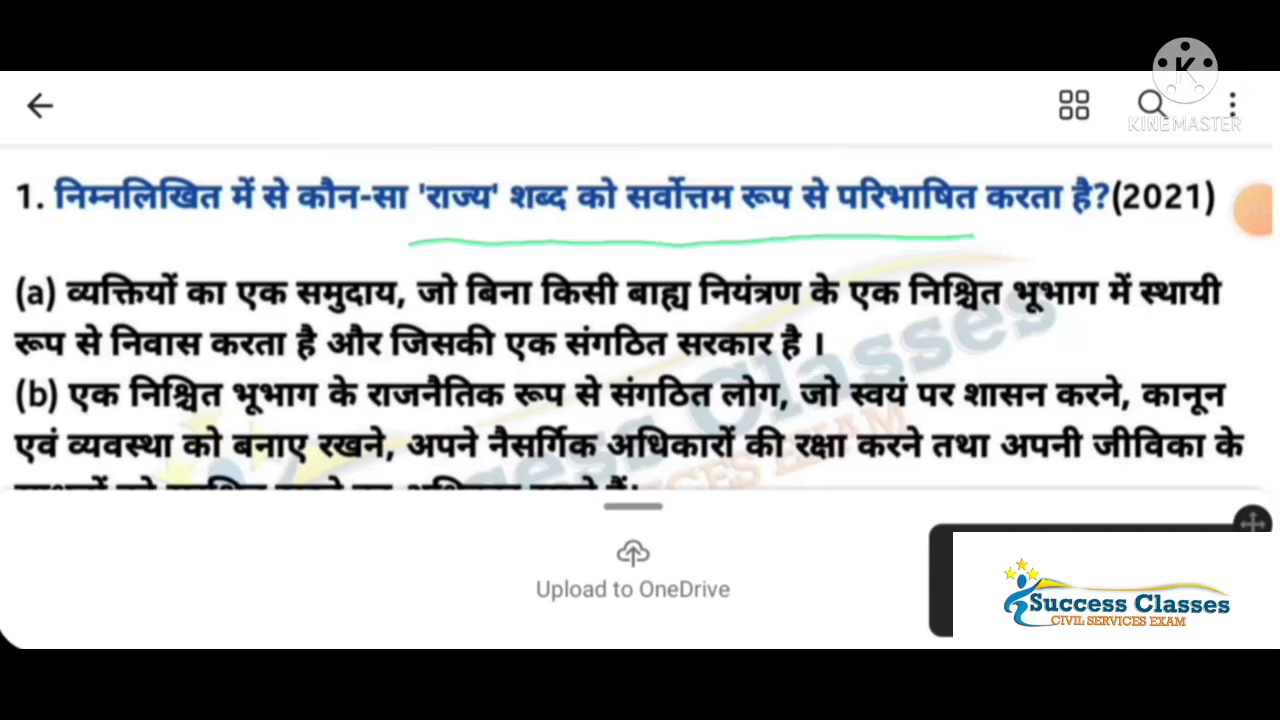 KINEMASTER
1. निम्नलिखित में से कौन-सा 'राज्य' शब्द को सर्वोत्तम रूप से परिभाषित करता है?(2021)
(a) व्यक्तियों का एक समुदाय, जो बिना किसी बाह्य नियंत्रण के एक निश्चित भूभाग में स्थायी
रूप से निवास करता है और जिसकी एक संगठित सरकार है ।
(b) एक निश्चित भूभाग के राजनैतिक रूप से संगठित लोग, जो स्वयं पर शासन करने, कानून
एवं व्यवस्था को बनाए रखने, अपने नैसर्गिक अधिकारों की रक्षा करने तथा अपनी जीविका के
Upload to OneDrive
Success Classes
CIVIL SERVICES EXAM